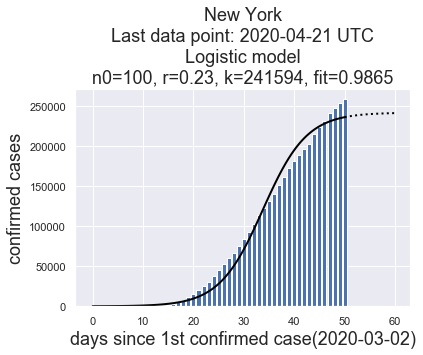 New York
Last data point: 2020-04-21 UTC
Logistic model
n0=100, r=0.23, k=241594, fit=0.9865
confirmed cases
250000
200000
150000
100000
50000
0
0 10 20 30 40 50 60
days since 1st confirmed case(2020-03-02)